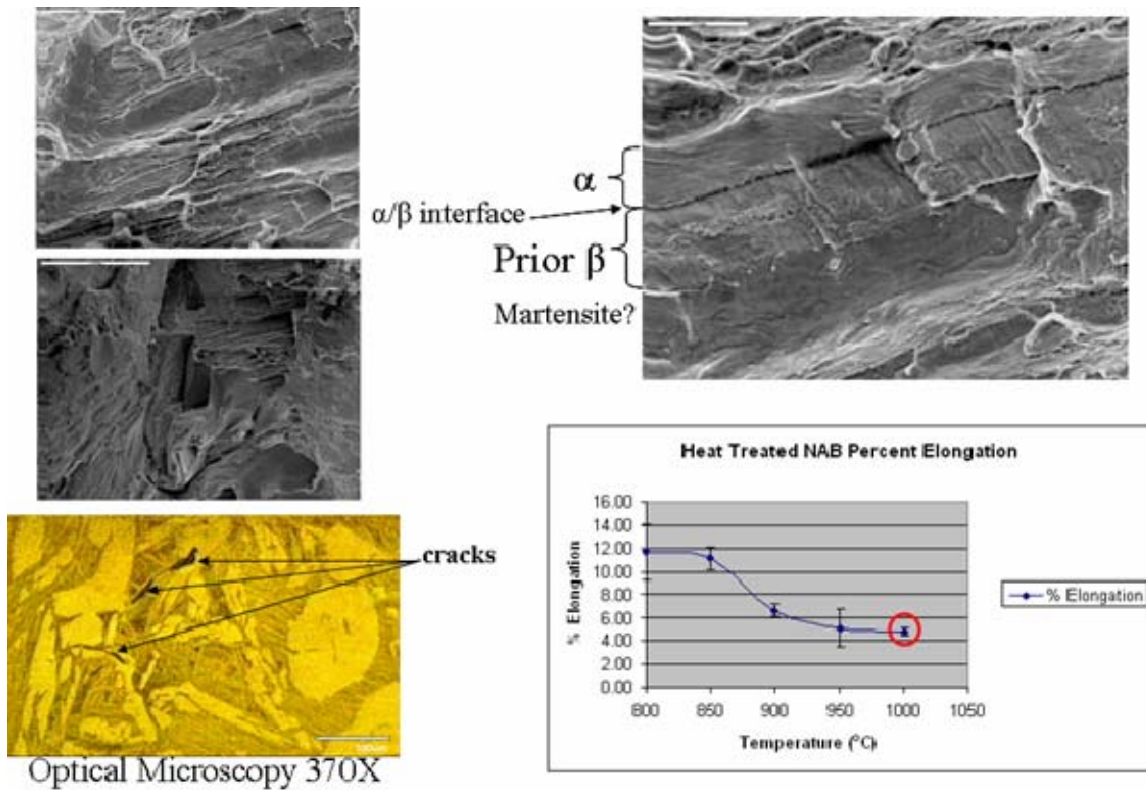 α
α/β interface
Prior β
Martensite?
cracks
Optical Microscopy 370X
Heat Treated NAB Percent Elongation
% Elongation
16.00
14.00
12.00
10.00
8.00
6.00
4.00
2.00
0.00
800
850
900
950
1000
1050
Temperature (°C)
% Elongation